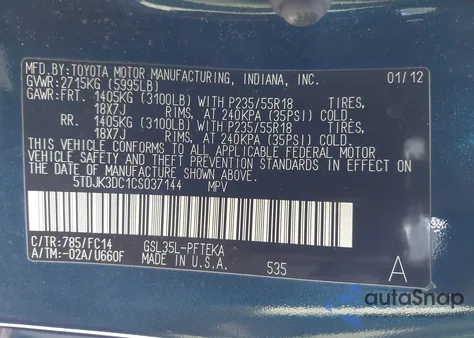 MFD.BY:TOYOTA MOTOR MANUFACTURING, INDIANA, INC. 01/12
GVWR: 2715KG (5995LB)
GAWR:FRT. 1405KG (3100LB) WITH P235/55R18 TIRES,
18X7J RIMS, AT 240KPA (35PSI) COLD.
RR. 1405KG (3100LB) WITH P235/55R18 TIRES,
18X7J RIMS, AT 240KPA (35PSI) COLD.
THIS VEHICLE CONFORMS TO ALL APPLICABLE FEDERAL MOTOR
VEHICLE SAFETY AND THEFT PREVENTION STANDARDS IN EFFECT
ON THE DATE OF MANUFACTURE SHOWN ABOVE.
5TDJK3DC1CS037144 MPV
C/TR:785/FC14 GSL35L-PFTEKA
A/TM:-02A/U660F MADE IN U.S.A. 535 A
autoSnap